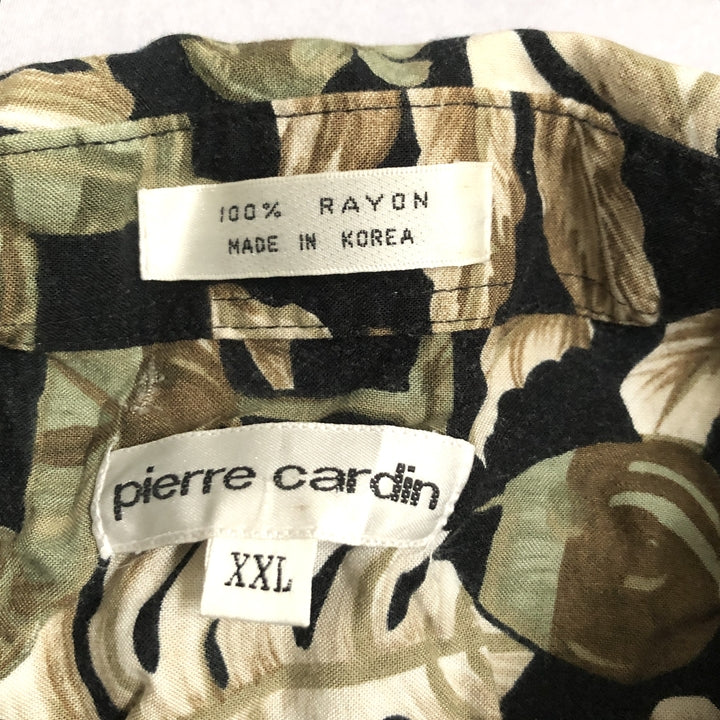 100% RAYON
MADE IN KOREA
pierre cardin
XXL